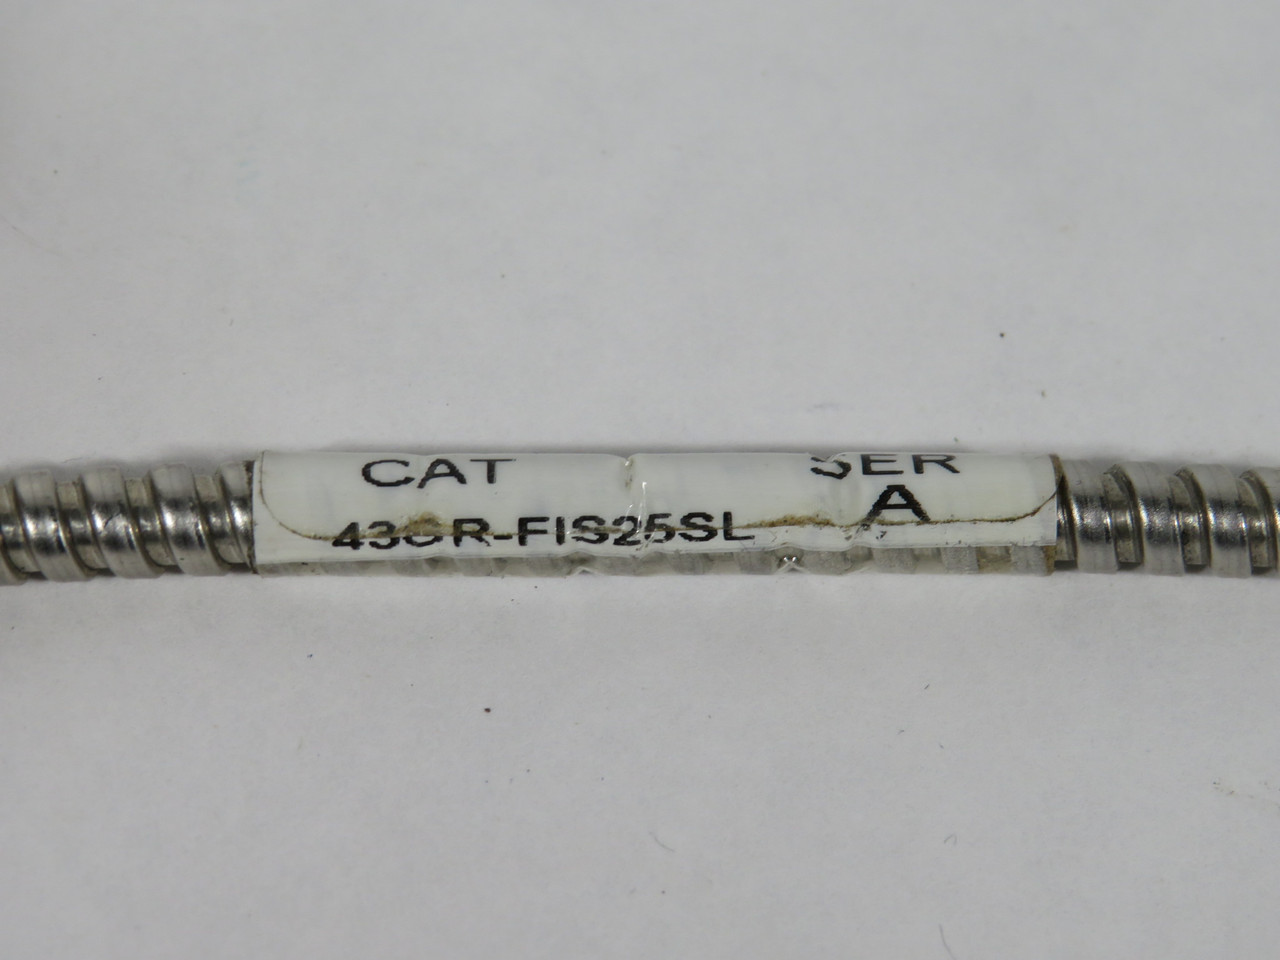 CAT SER
A
43GR-FIS25SL